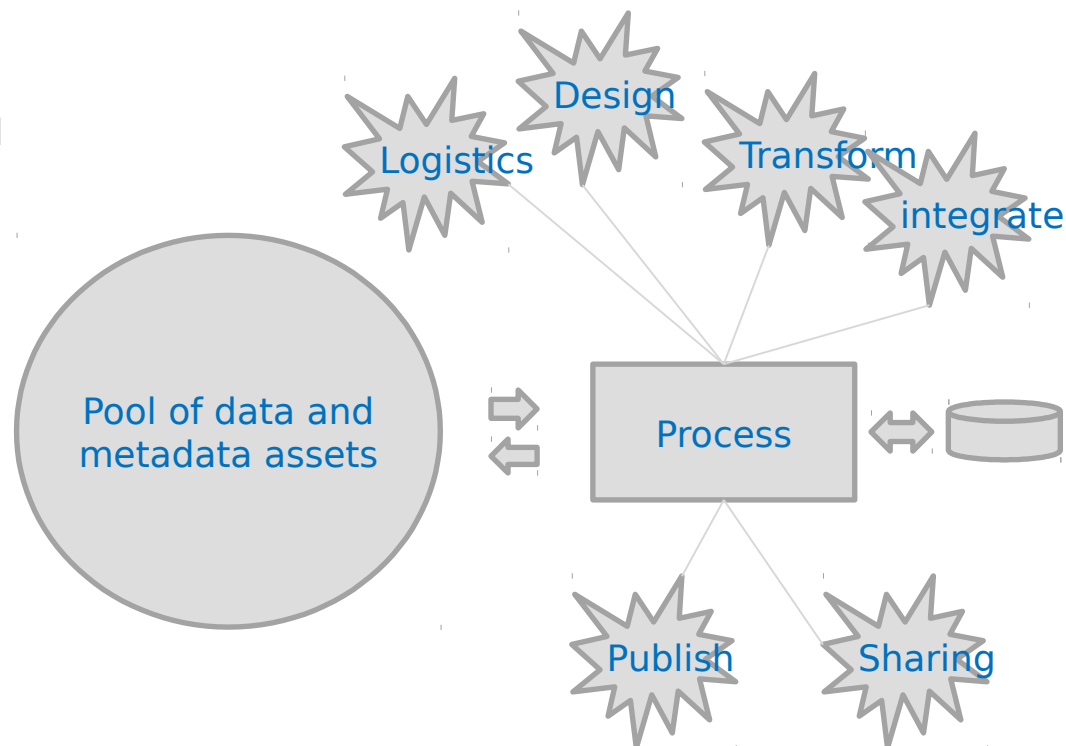 Design
Logistics
Transform
integrate
Pool of data and
metadata assets
Process
Publish
Sharing